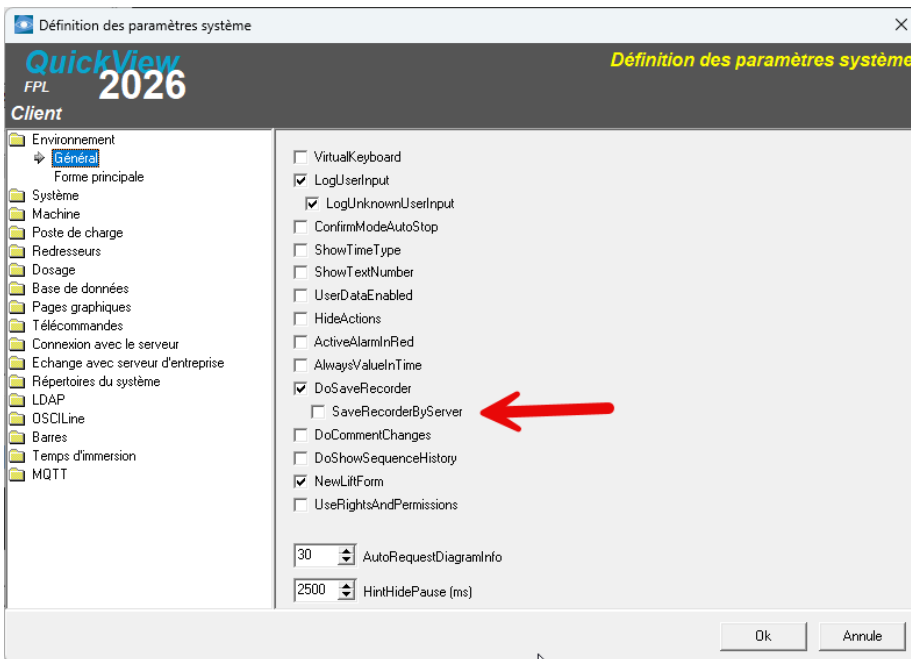 Définition des paramètres système
QuickView
FPL 2026
Définition des paramètres système
Client
Environnement
Général
Forme principale
Système
Machine
Poste de charge
Redresseurs
Dosage
Base de données
Pages graphiques
Télécommandes
Connexion avec le serveur
Echange avec serveur d'entreprise
Répertoires du système
LDAP
OSCILine
Barres
Temps d'immersion
MQTT
VirtualKeyboard
LogUserInput
LogUnknownUserInput
ConfirmModeAutoStop
ShowTimeType
ShowTextNumber
UserDataEnabled
HideActions
ActiveAlarmInRed
AlwaysValueInTime
DoSaveRecorder
SaveRecorderByServer
DoCommentChanges
DoShowSequenceHistory
NewLiftForm
UseRightsAndPermissions
30 AutoRequestDiagramInfo
2500 HintHidePause (ms)
Ok Annule